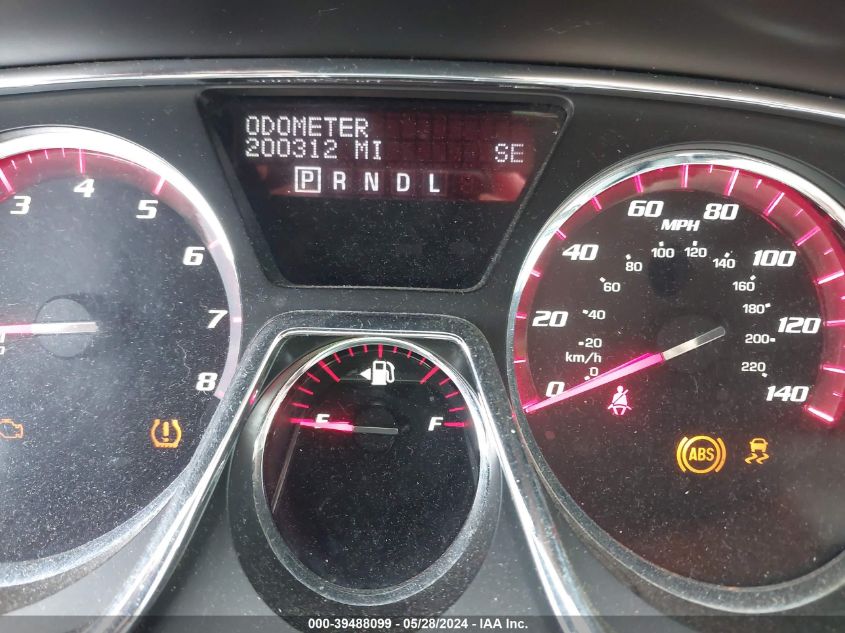 ODOMETER
200312 MI SE
P R N D L
3 4 5 6 7 8
0 20 40 60 80 100 120 140
MPH
0 20 40 60 80 100 120 140 160 180 200 220
km/h
E F
ABS
000-39488099 / 05/28/2024 - IAA Inc.